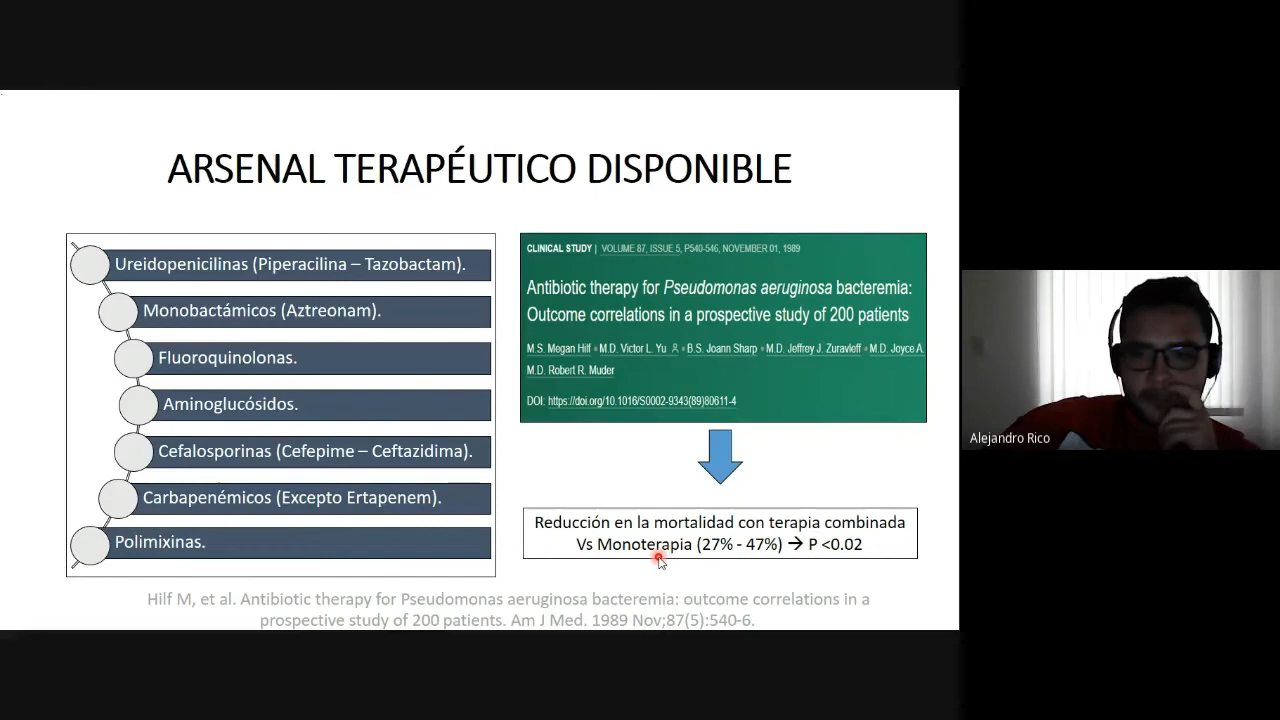 ARSENAL TERAPÉUTICO DISPONIBLE
Ureidopenicilinas (Piperacilina – Tazobactam).
Monobactámicos (Aztreonam).
Fluoroquinolonas.
Aminoglucósidos.
Cefalosporinas (Cefepime – Ceftazidima).
Carbapenémicos (Excepto Ertapenem).
Polimixinas.
CLINICAL STUDY | VOLUME 87, ISSUE 5, P540-546, NOVEMBER 01, 1989
Antibiotic therapy for Pseudomonas aeruginosa bacteremia:
Outcome correlations in a prospective study of 200 patients
M.S. Megan Hilf • M.D. Victor L. Yu • B.S. Joann Sharp • M.D. Jeffrey J. Zuravleff • M.D. Joyce A.
M.D. Robert R. Muder
DOI: https://doi.org/10.1016/S0002-9343(89)80611-4
Reducción en la mortalidad con terapia combinada
Vs Monoterapia (27% - 47%) → P <0.02
Hilf M, et al. Antibiotic therapy for Pseudomonas aeruginosa bacteremia: outcome correlations in a
prospective study of 200 patients. Am J Med. 1989 Nov;87(5):540-6.
Alejandro Rico